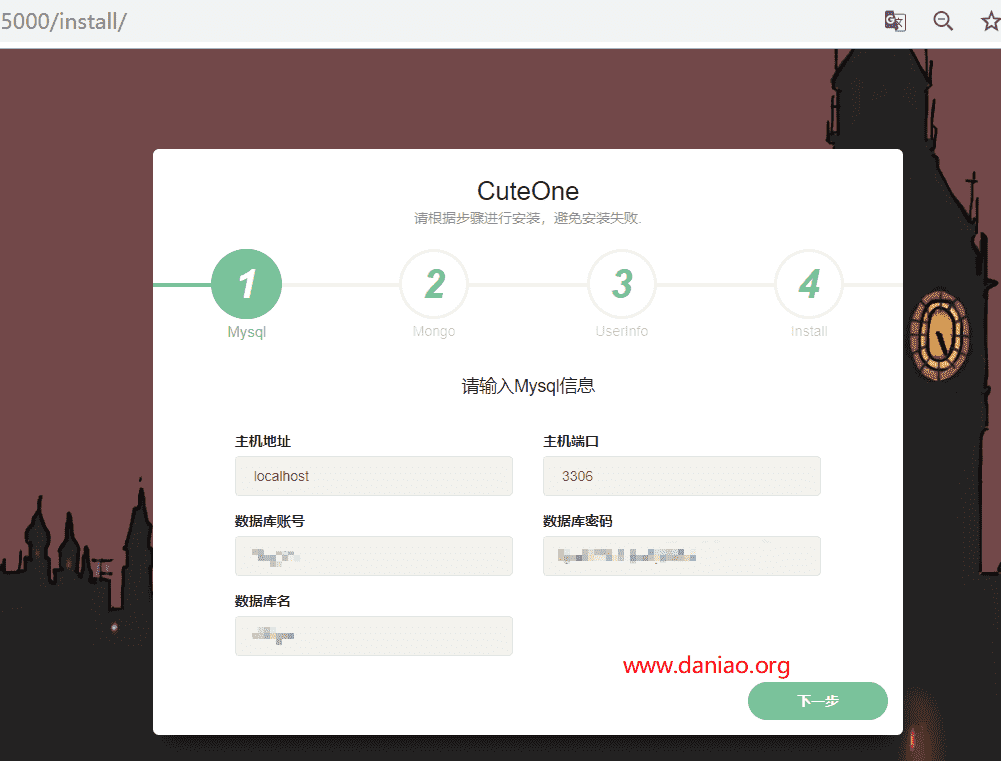 5000/install/
CuteOne
请根据步骤进行安装，避免安装失败.
1 2 3 4
Mysql Mongo UserInfo Install
请输入Mysql信息
主机地址 主机端口
localhost 3306
数据库账号 数据库密码
数据库名
www.daniao.org
下一步